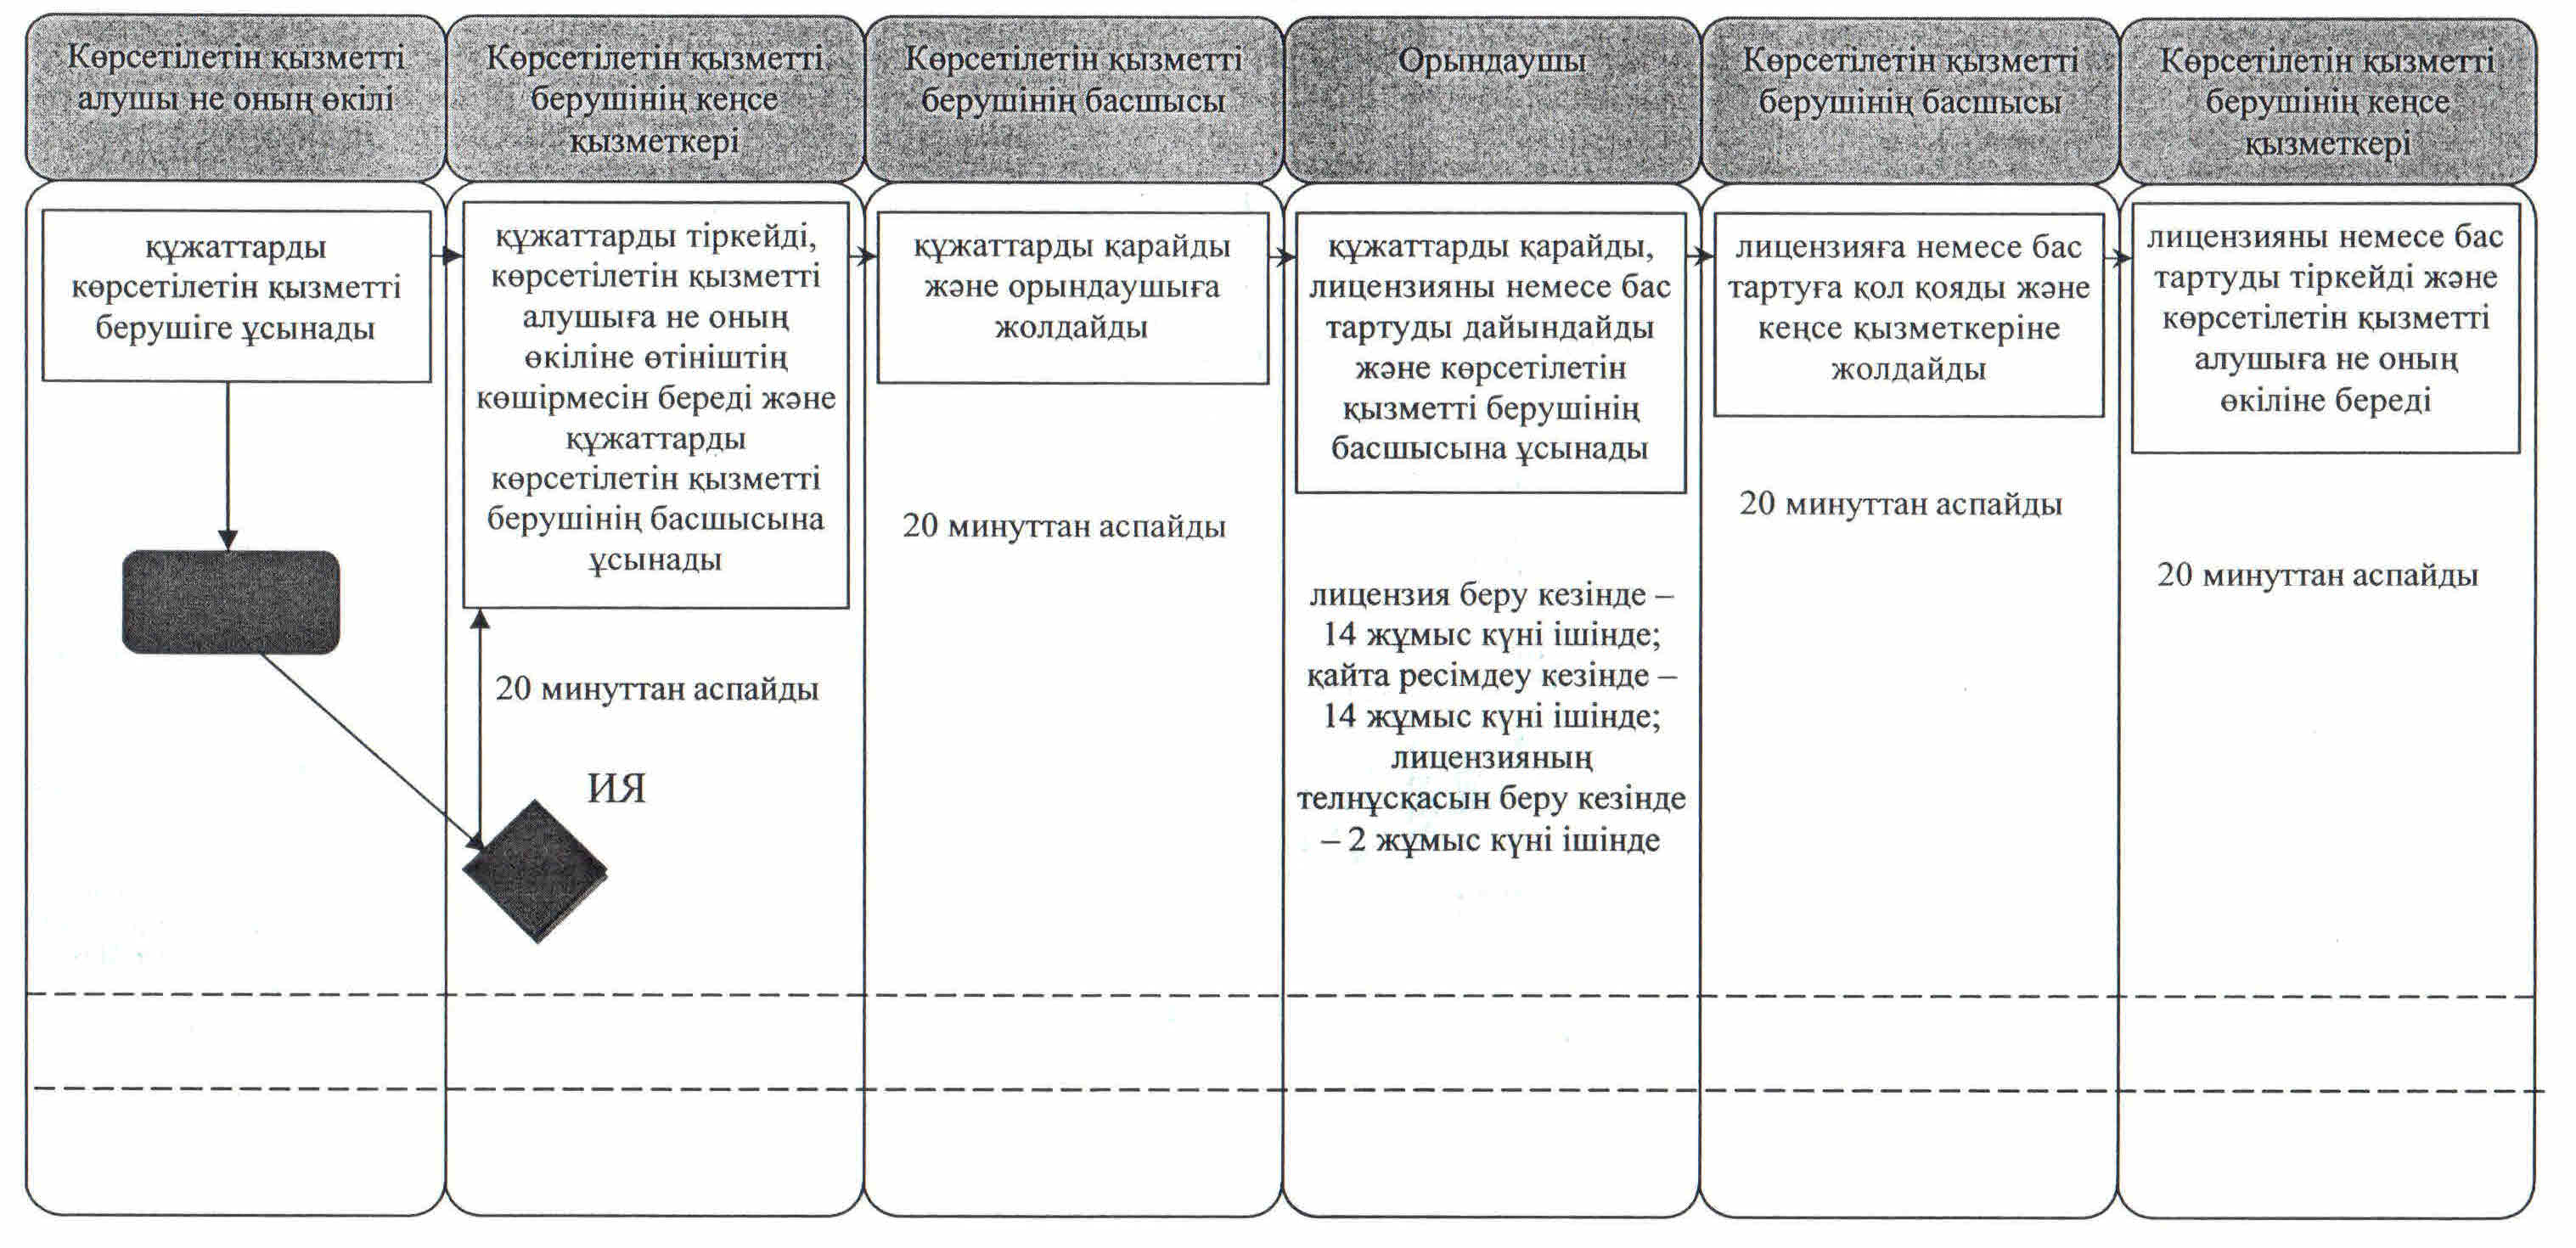 Көрсетілетін қызметті
алушы не оның өкілі
Көрсетілетін қызметті
берушінің кеңсе
қызметкері
Көрсетілетін қызметті
берушінің басшысы
Орындаушы
Көрсетілетін қызметті
берушінің басшысы
Көрсетілетін қызметті
берушінің кеңсе
қызметкері
құжаттарды
көрсетілетін қызметті
берушіге ұсынады
құжаттарды тіркейді,
көрсетілетін қызметті
алушыға не оның
өкіліне өтініштің
көшірмесін береді және
құжаттарды
көрсетілетін қызметті
берушінің басшысына
ұсынады
20 минуттан аспайды
ИЯ
құжаттарды қарайды
және орындаушыға
жолдайды
20 минуттан аспайды
құжаттарды қарайды,
лицензияны немесе бас
тартуды дайындайды
және көрсетілетін
қызметті берушінің
басшысына ұсынады
лицензия беру кезінде –
14 жұмыс күні ішінде;
қайта ресімдеу кезінде –
14 жұмыс күні ішінде;
лицензияның
телнұсқасын беру кезінде
– 2 жұмыс күні ішінде
лицензияға немесе бас
тартуға қол қояды және
кеңсе қызметкеріне
жолдайды
20 минуттан аспайды
лицензияны немесе бас
тартуды тіркейді және
көрсетілетін қызметті
алушыға не оның
өкіліне береді
20 минуттан аспайды